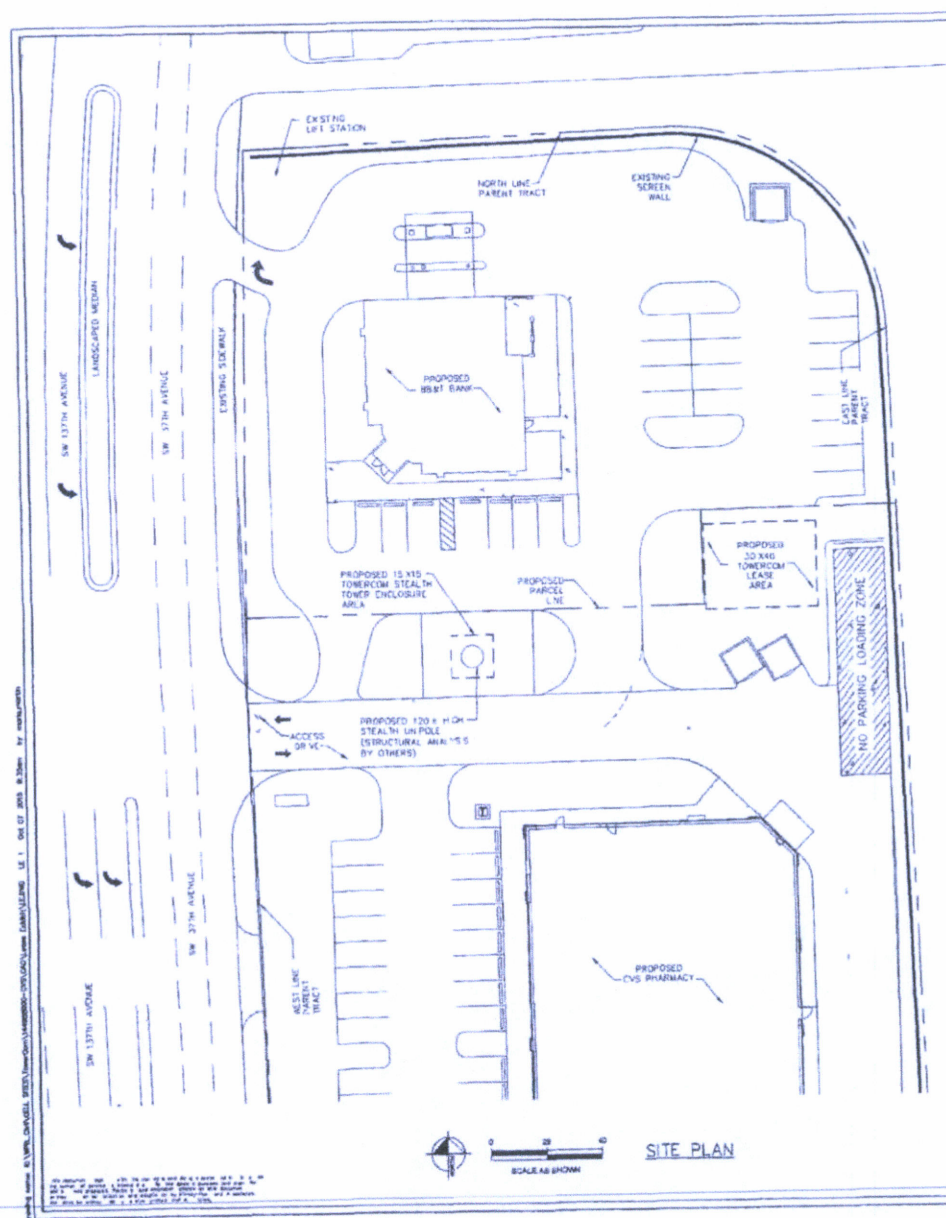 EXISTING
LIFT STATION
NORTH LINE
PARENT TRACT
EXISTING
SCREEN
WALL
SW 137TH AVENUE
LANDSCAPED MEDIAN
SW 37TH AVENUE
EXISTING SIDEWALK
PROPOSED
BB&T BANK
EAST LINE
PARENT
TRACT
PROPOSED 15 X15
TOWERCOM STEALTH
TOWER ENCLOSURE
AREA
PROPOSED
PARCEL
LINE
PROPOSED
30 X40
TOWERCOM
LEASE
AREA
NO PARKING LOADING ZONE
ACCESS
DRIVE
PROPOSED 120 ± HIGH
STEALTH UNIPOLE
(STRUCTURAL ANALYSIS
BY OTHERS)
SW 137TH AVENUE
SW 37TH AVENUE
WEST LINE
PARENT
TRACT
PROPOSED
CVS PHARMACY
0
20
40
SCALE AS SHOWN
SITE PLAN